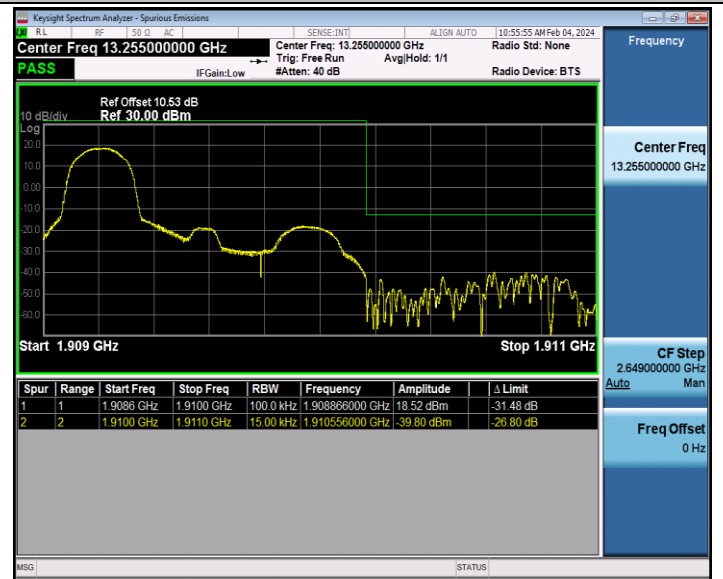 Keysight Spectrum Analyzer - Spurious Emissions
RL RF 50 Ω AC SENSE:INT ALIGN AUTO 10:55:55 AM Feb 04, 2024
Center Freq 13.255000000 GHz Center Freq: 13.255000000 GHz Radio Std: None
Trig: Free Run Avg|Hold: 1/1
PASS IFGain:Low #Atten: 40 dB Radio Device: BTS
Ref Offset 10.53 dB
10 dB/div Ref 30.00 dBm
Log
20.0
10.0
0.00
-10.0
-20.0
-30.0
-40.0
-50.0
-60.0
Start 1.909 GHz Stop 1.911 GHz
Spur Range Start Freq Stop Freq RBW Frequency Amplitude Δ Limit
1 1 1.9086 GHz 1.9100 GHz 100.0 kHz 1.908866000 GHz 18.52 dBm -31.48 dB
2 2 1.9100 GHz 1.9110 GHz 15.00 kHz 1.910556000 GHz -39.80 dBm -26.80 dB
MSG STATUS
Frequency
Center Freq
13.255000000 GHz
CF Step
2.649000000 GHz
Auto Man
Freq Offset
0 Hz